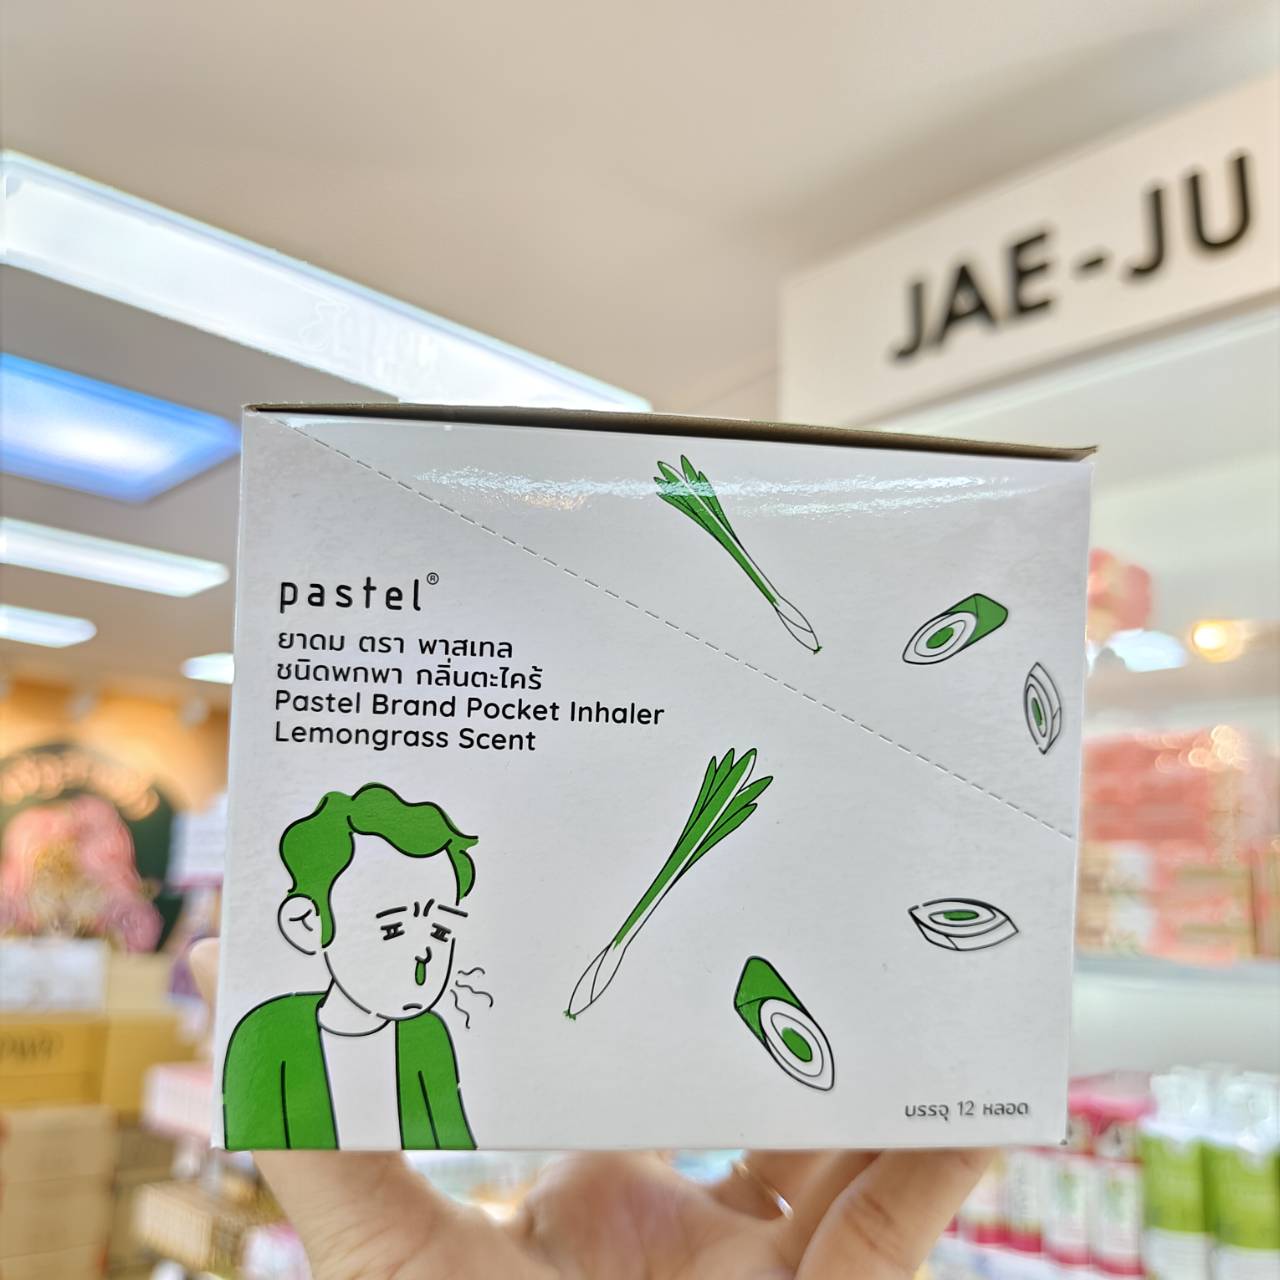 JAE-JU
pastel®
ยาดม ตรา พาสเทล
ชนิดพกพา กลิ่นตะไคร้
Pastel Brand Pocket Inhaler
Lemongrass Scent
บรรจุ 12 หลอด